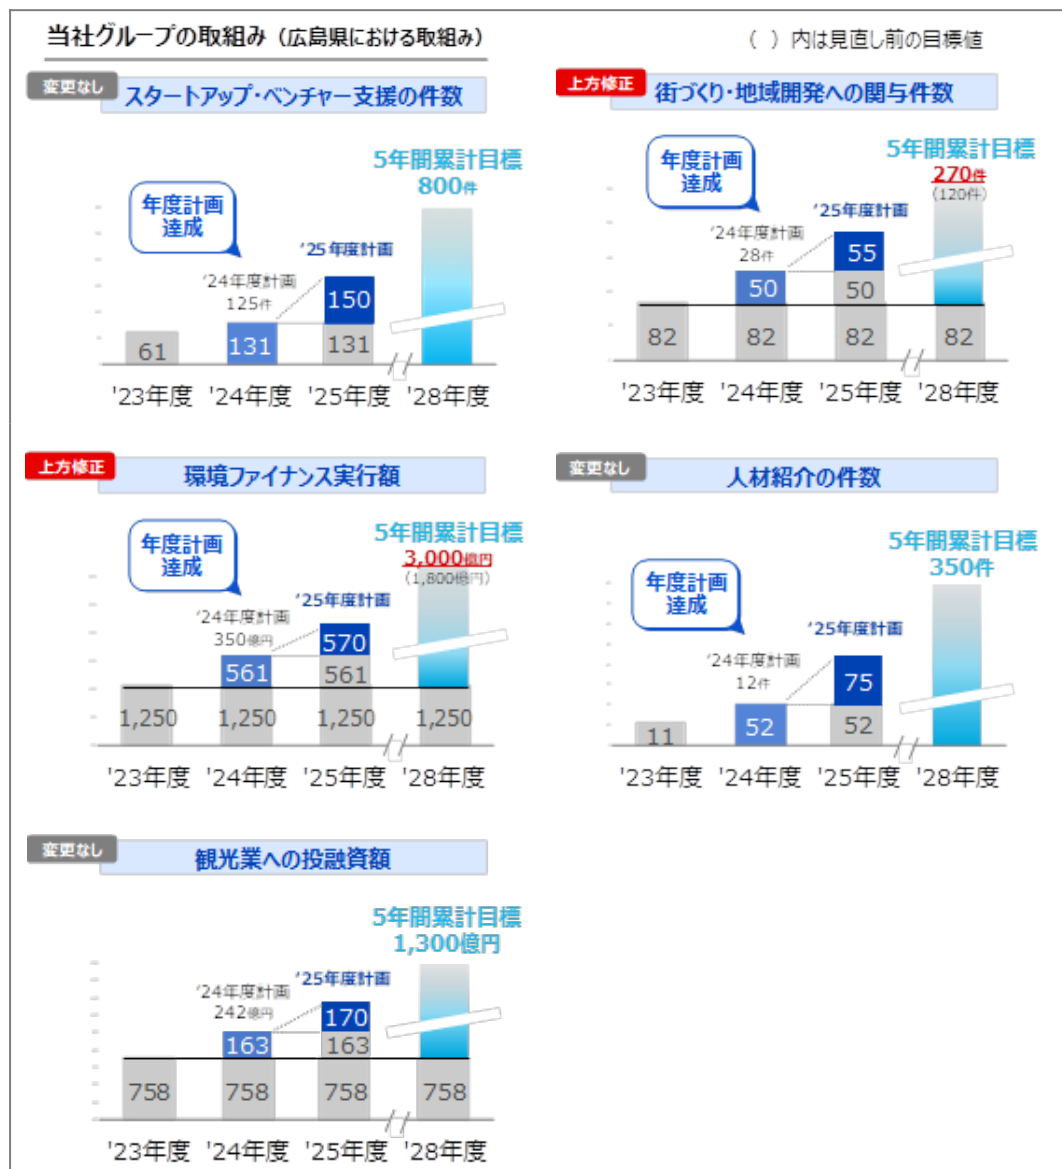 当社グループの取組み（広島県における取組み）
（ ）内は見直し前の目標値
変更なし
スタートアップ・ベンチャー支援の件数
5年間累計目標
800件
年度計画
達成
'25年度計画
'24年度計画
125件
150
61
131
131
'23年度 '24年度 '25年度 '28年度
上方修正
街づくり・地域開発への関与件数
5年間累計目標
270件
(120件)
年度計画
達成
'25年度計画
'24年度計画
28件
55
50
50
82
82
82
82
'23年度 '24年度 '25年度 '28年度
上方修正
環境ファイナンス実行額
5年間累計目標
3,000億円
(1,800億円)
年度計画
達成
'25年度計画
'24年度計画
350億円
570
561
561
1,250
1,250
1,250
1,250
'23年度 '24年度 '25年度 '28年度
変更なし
人材紹介の件数
5年間累計目標
350件
年度計画
達成
'25年度計画
'24年度計画
12件
75
11
52
52
'23年度 '24年度 '25年度 '28年度
変更なし
観光業への投融資額
5年間累計目標
1,300億円
'25年度計画
'24年度計画
242億円
170
163
163
758
758
758
758
'23年度 '24年度 '25年度 '28年度